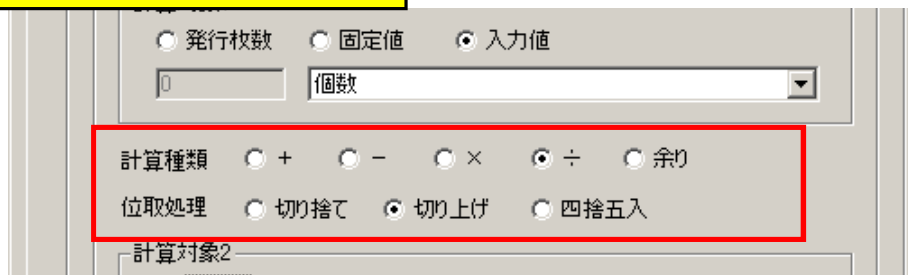 発行枚数 固定値 入力値
0 個数
計算種類 + － × ÷ 余り
位取処理 切り捨て 切り上げ 四捨五入
計算対象2